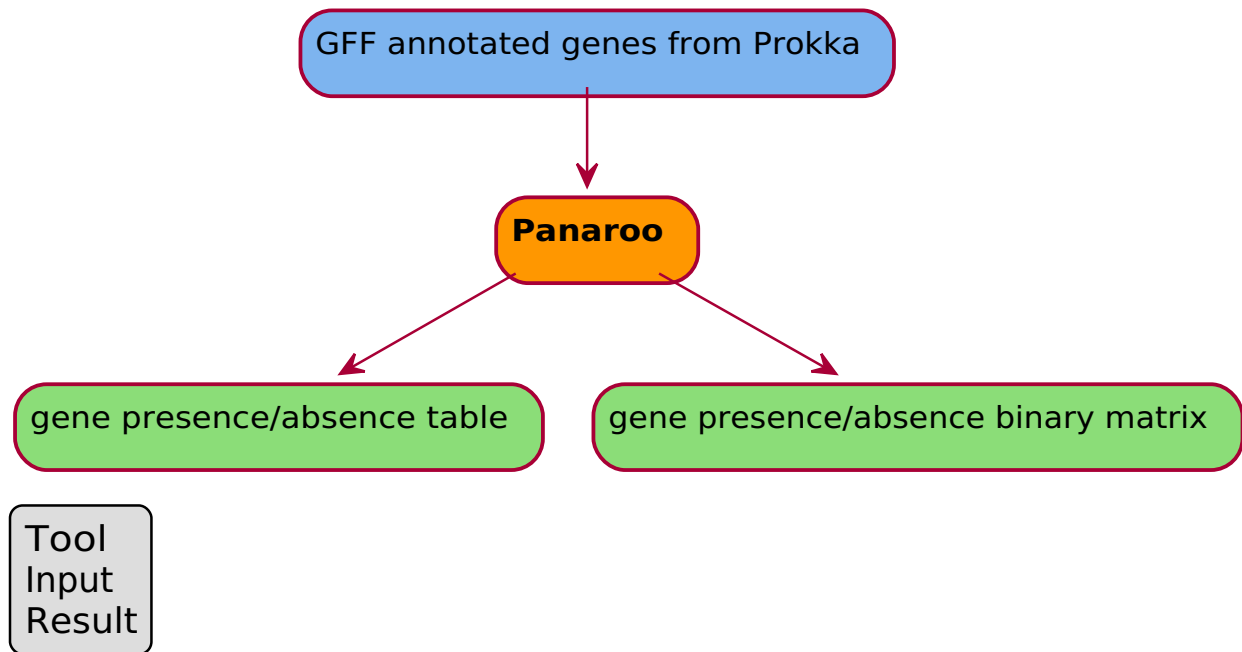 GFF annotated genes from Prokka
Panaroo
gene presence/absence table
gene presence/absence binary matrix
Tool
Input
Result